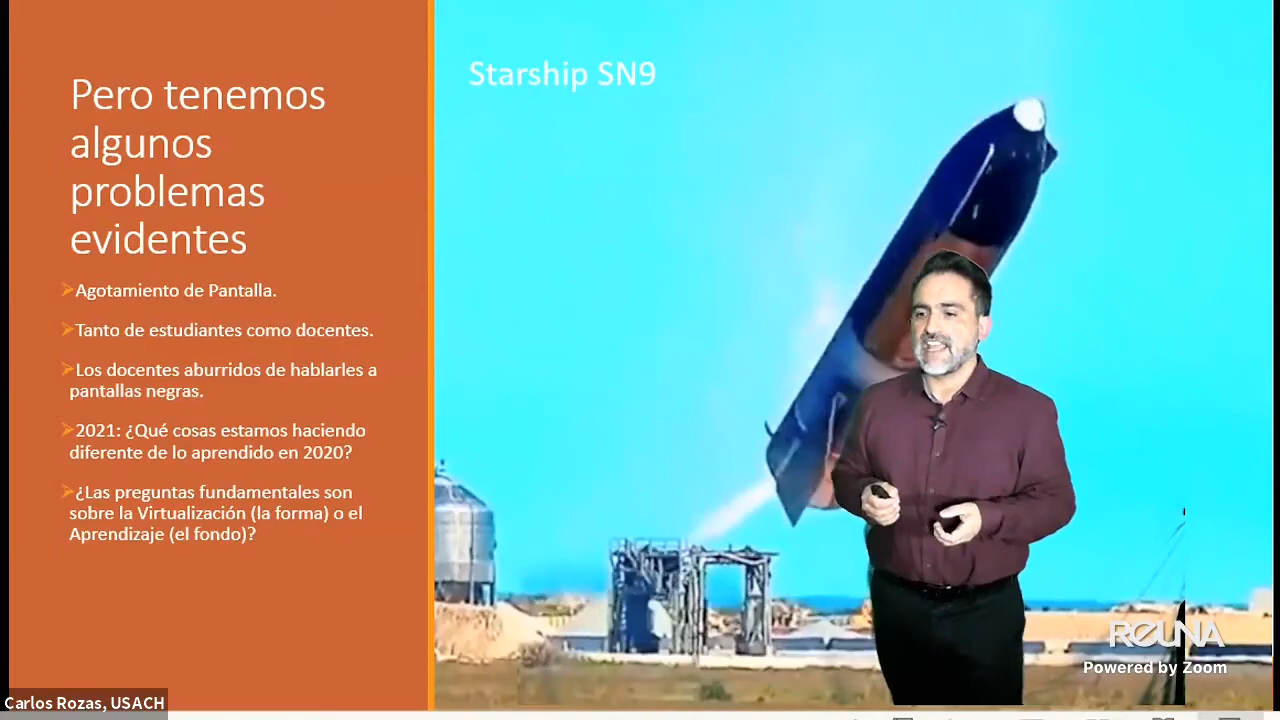 Pero tenemos
algunos
problemas
evidentes
Agotamiento de Pantalla.
Tanto de estudiantes como docentes.
Los docentes aburridos de hablarles a
pantallas negras.
2021: ¿Qué cosas estamos haciendo
diferente de lo aprendido en 2020?
¿Las preguntas fundamentales son
sobre la Virtualización (la forma) o el
Aprendizaje (el fondo)?
Starship SN9
REUNA
Powered by Zoom
Carlos Rozas, USACH